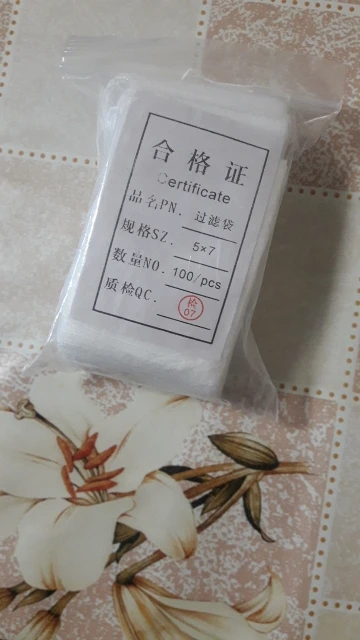 合格证
Certificate
品名PN. 过滤袋
规格SZ. 5×7
数量NO. 100/pcs
质检QC. 检
07